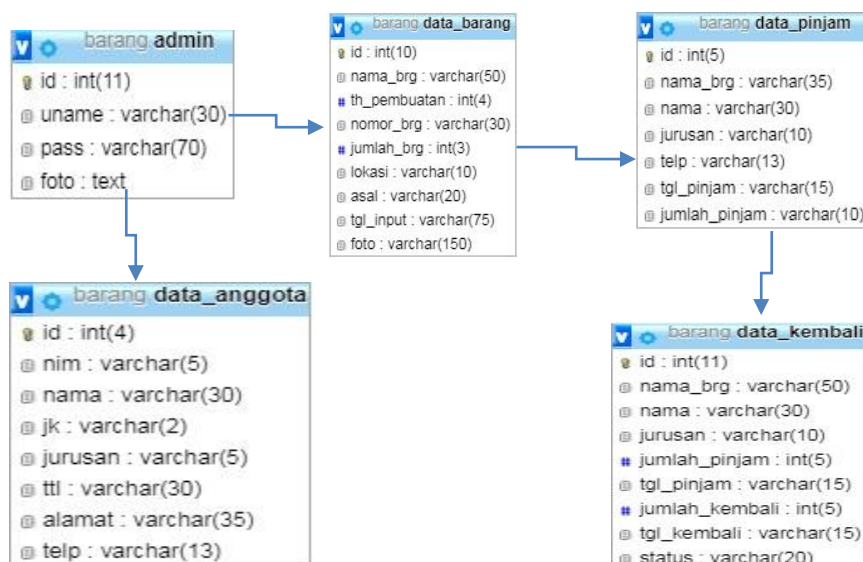 barang admin
id : int(11)
uname : varchar(30)
pass : varchar(70)
foto : text
barang data_barang
id : int(10)
nama_brg : varchar(50)
# th_pembuatan : int(4)
nomor_brg : varchar(30)
# jumlah_brg : int(3)
lokasi : varchar(10)
asal : varchar(20)
tgl_input : varchar(75)
foto : varchar(150)
barang data_pinjam
id : int(5)
nama_brg : varchar(35)
nama : varchar(30)
jurusan : varchar(10)
telp : varchar(13)
tgl_pinjam : varchar(15)
jumlah_pinjam : varchar(10)
barang data_anggota
id : int(4)
nim : varchar(5)
nama : varchar(30)
jk : varchar(2)
jurusan : varchar(5)
ttl : varchar(30)
alamat : varchar(35)
telp : varchar(13)
barang data_kembali
id : int(11)
nama_brg : varchar(50)
nama : varchar(30)
jurusan : varchar(10)
# jumlah_pinjam : int(5)
tgl_pinjam : varchar(15)
# jumlah_kembali : int(5)
tgl_kembali : varchar(15)
status : varchar(20)